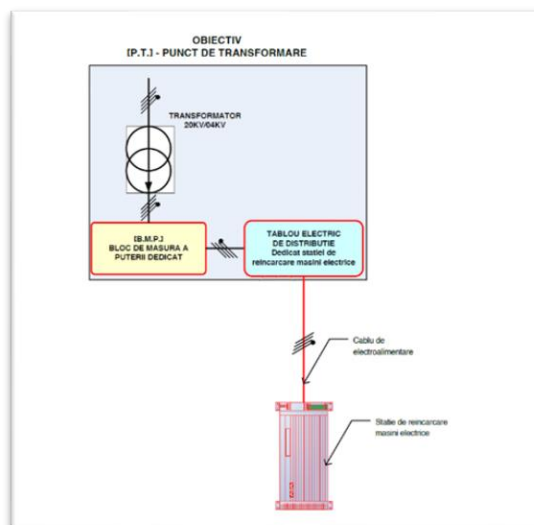 OBIECTIV
[P.T.] - PUNCT DE TRANSFORMARE
TRANSFORMATOR
20KV/04KV
[B.M.P.]
BLOC DE MASURA A
PUTERII DEDICAT
TABLOU ELECTRIC
DE DISTRIBUTIE
Dedicat statiei de
reincarcare masini electrice
Cablu de
electroalimentare
Statie de reincarcare
masini electrice